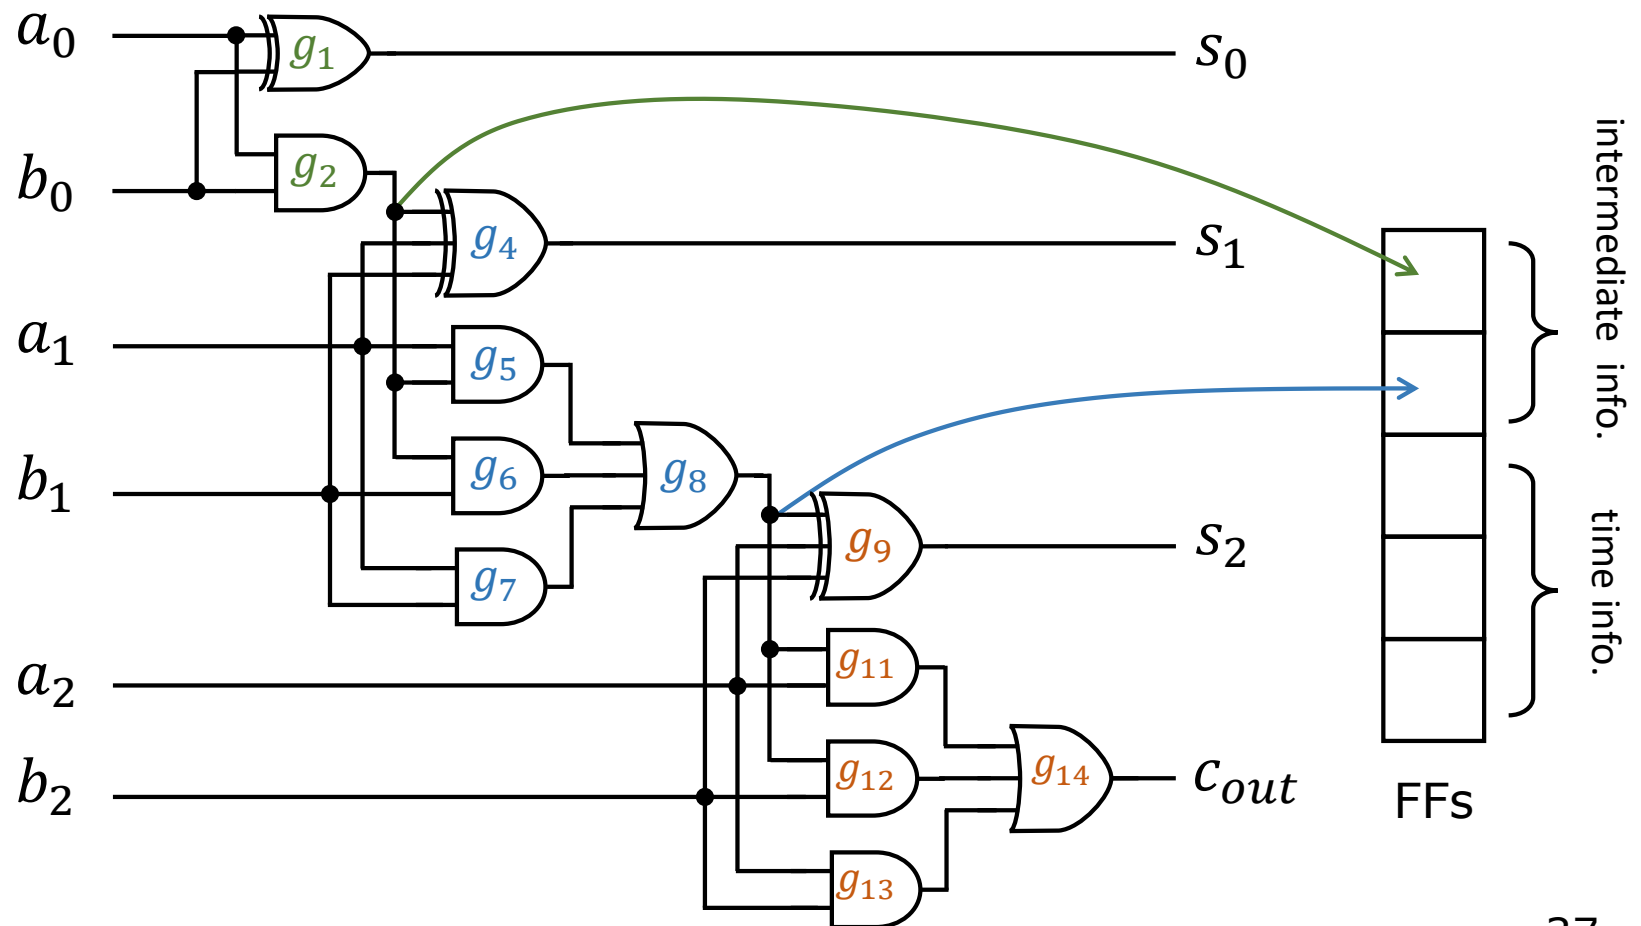 a₀
g₁
s₀
g₂
b₀
g₄
s₁
a₁
g₅
b₁
g₆
g₈
g₇
g₉
s₂
a₂
g₁₁
b₂
g₁₂
g₁₄
c_out
g₁₃
intermediate info.
time info.
FFs